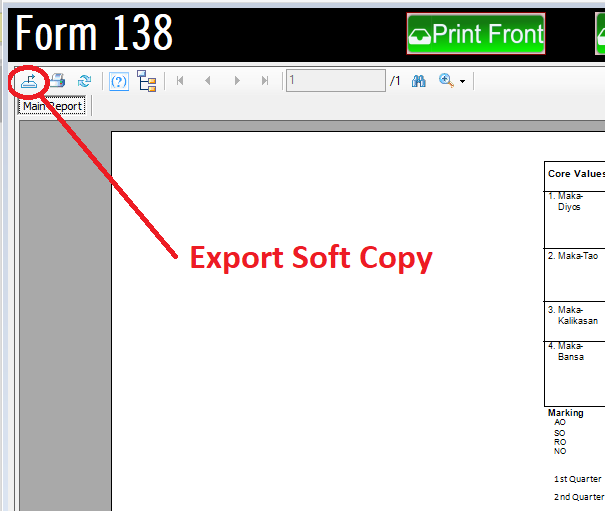 Form 138
Print Front
1
/1
Main Report
Export Soft Copy
Core Values
1. Maka-
Diyos
2. Maka-Tao
3. Maka-
Kalikasan
4. Maka-
Bansa
Marking
AO
SO
RO
NO
1st Quarter
2nd Quarter